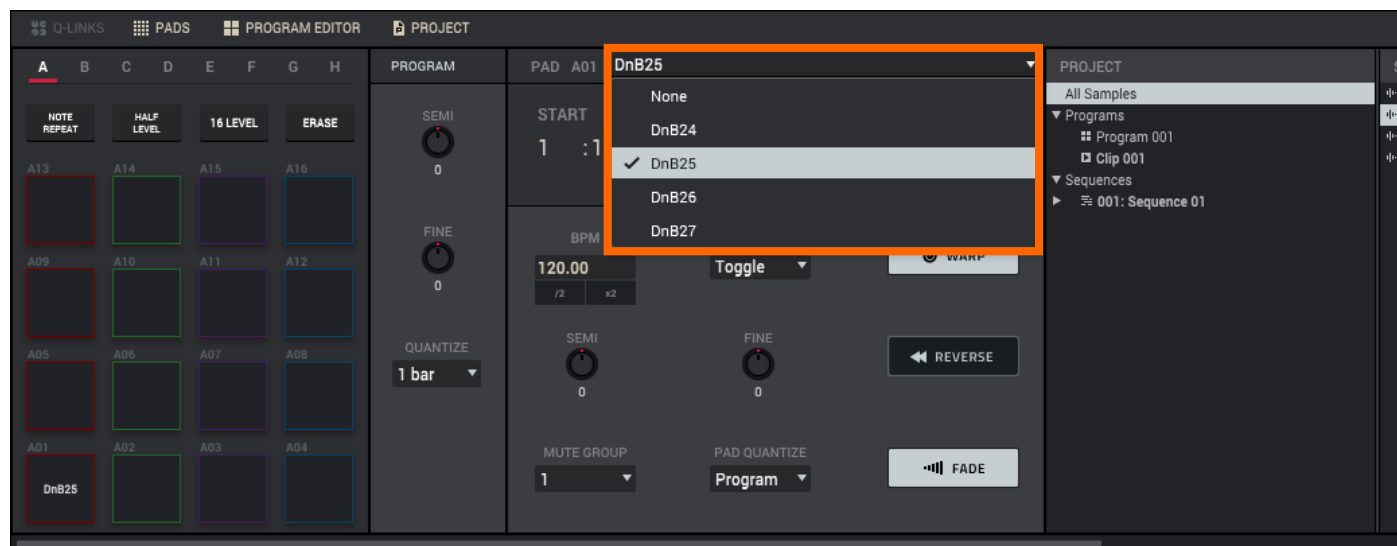 Q-LINKS PADS PROGRAM EDITOR PROJECT
A B C D E F G H
NOTE REPEAT
HALF LEVEL
16 LEVEL
ERASE
A13 A14 A15 A16
A09 A10 A11 A12
A05 A06 A07 A08
A01 A02 A03 A04
DnB25
PROGRAM
SEMI
0
FINE
0
QUANTIZE
1 bar
PAD A01 DnB25
None
DnB24
DnB25
DnB26
DnB27
START
1 :1
BPM
120.00
/2 x2
Toggle
WARP
SEMI
0
FINE
0
REVERSE
MUTE GROUP
1
PAD QUANTIZE
Program
FADE
PROJECT
All Samples
Programs
Program 001
Clip 001
Sequences
001: Sequence 01